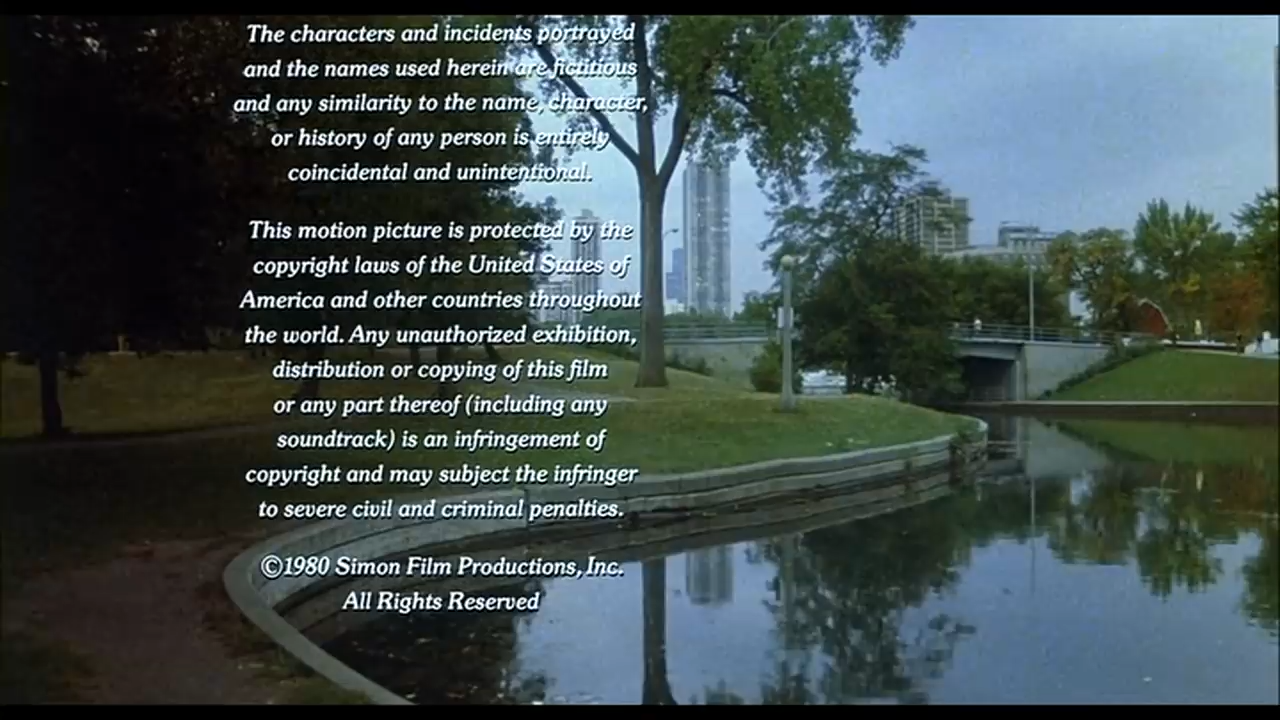 The characters and incidents portrayed
and the names used herein are fictitious
and any similarity to the name, character,
or history of any person is entirely
coincidental and unintentional.
This motion picture is protected by the
copyright laws of the United States of
America and other countries throughout
the world. Any unauthorized exhibition,
distribution or copying of this film
or any part thereof (including any
soundtrack) is an infringement of
copyright and may subject the infringer
to severe civil and criminal penalties.
©1980 Simon Film Productions, Inc.
All Rights Reserved